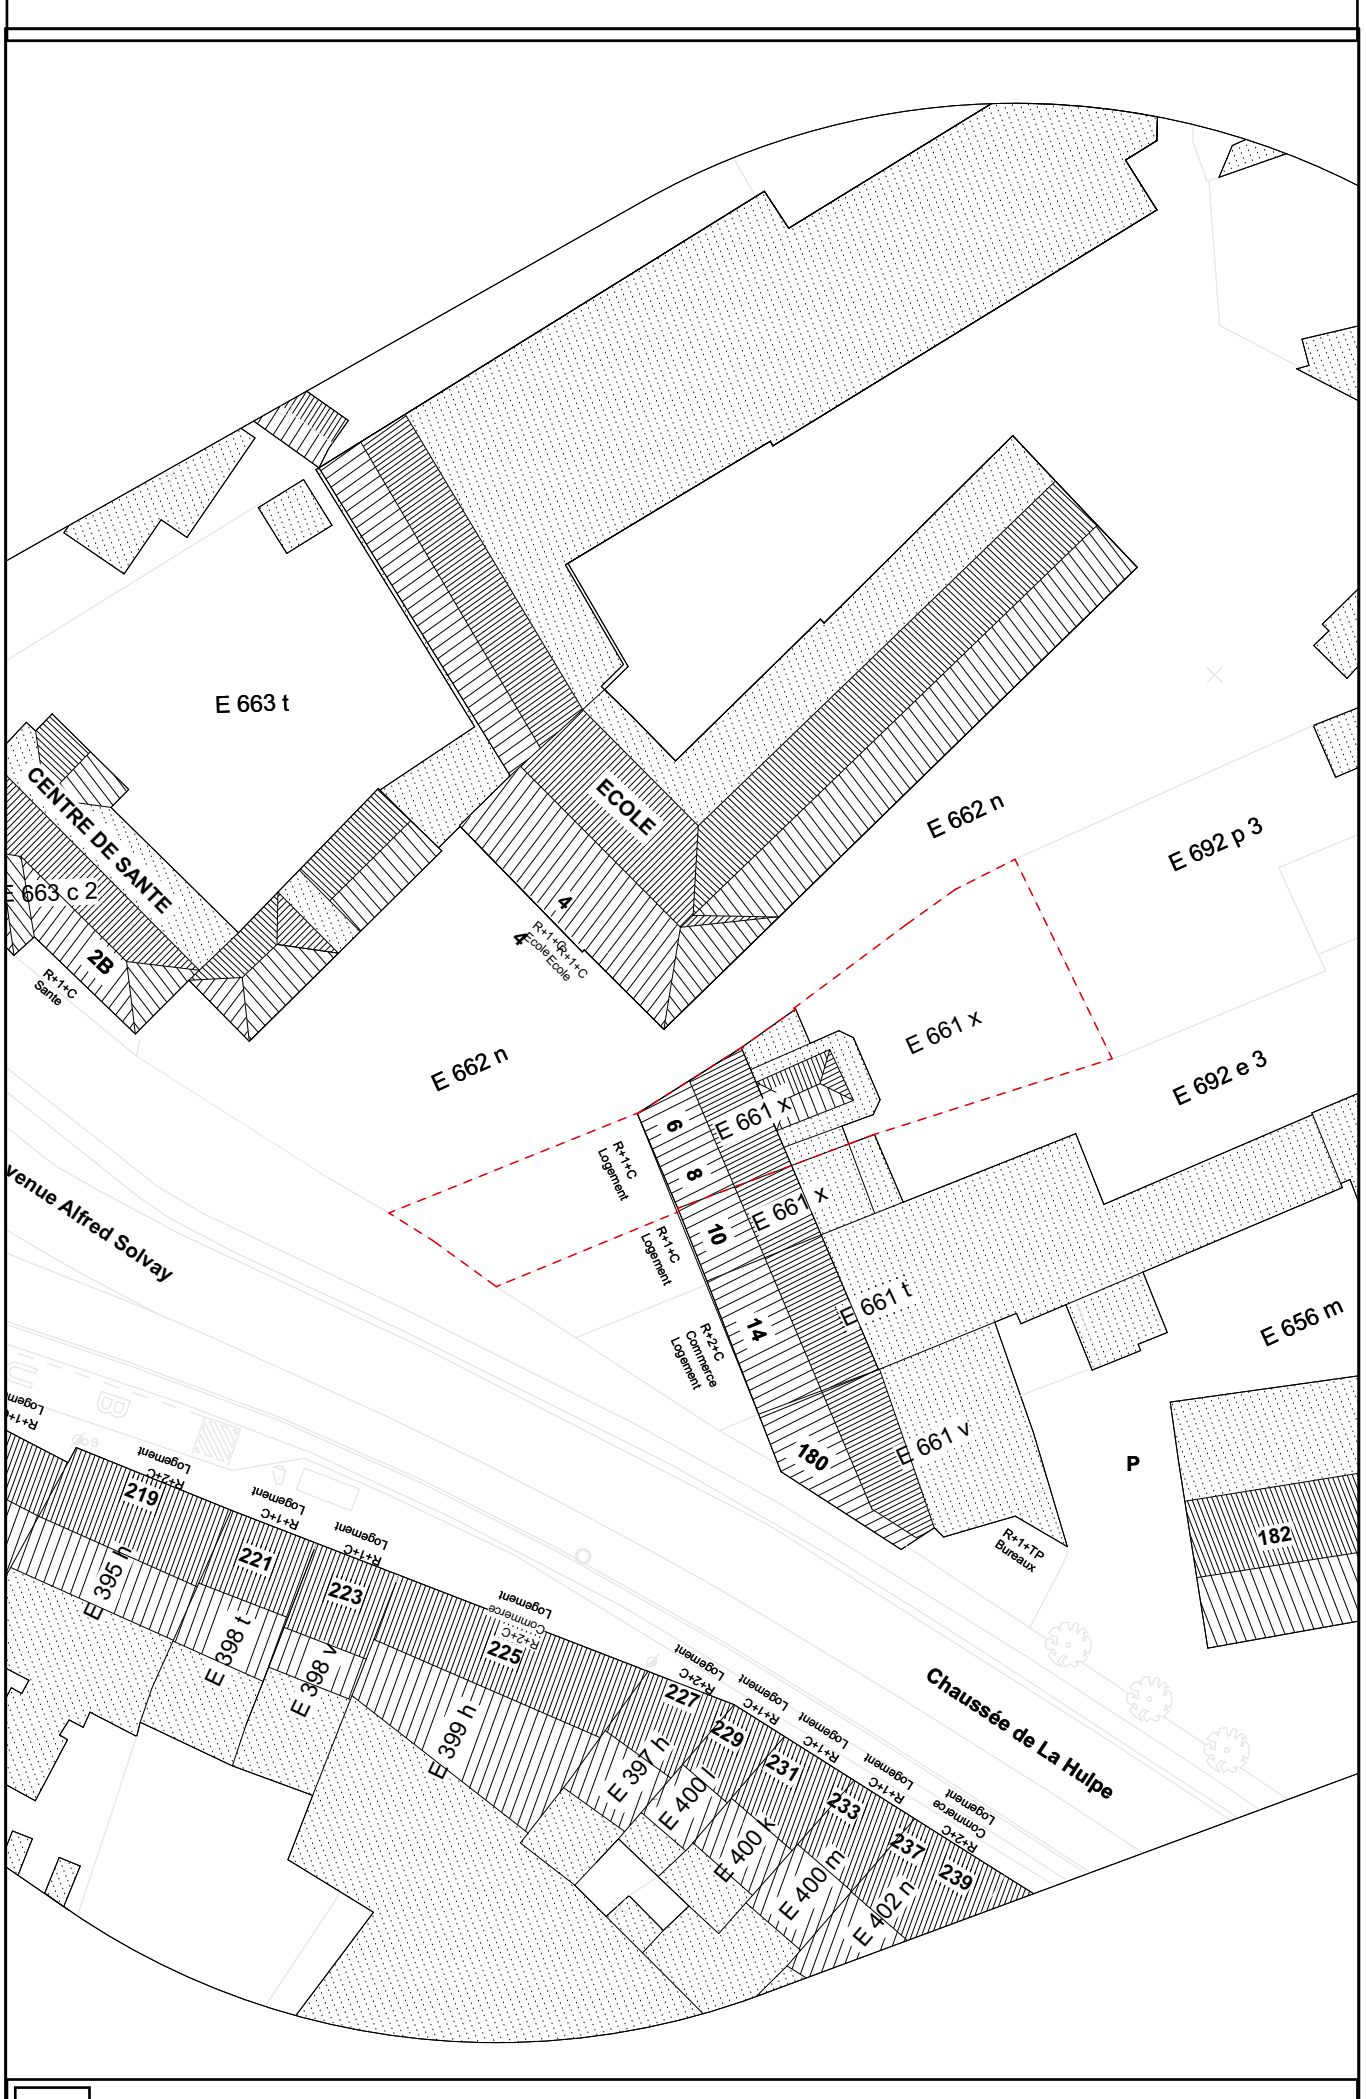 E 663 t
CENTRE DE SANTE
E 663 c 2
2B
R+1+C
Sante
ECOLE
4
R+1+C
Ecole
4
R+1+C
Ecole
E 662 n
E 692 p 3
E 661 x
E 662 n
E 692 e 3
6
E 661 x
R+1+C
Logement
8
E 661 x
10
R+1+C
Logement
venue Alfred Solvay
E 661 t
14
R+2+C
Commerce
Logement
E 656 m
E 661 v
180
P
R+1+TP
Bureaux
182
Logement
R+1+C
Logement
R+2+C
219
E 395 h
Logement
R+1+C
221
E 398 t
Logement
R+1+C
223
E 398 v
Logement
Commerce
R+2+C
225
E 399 h
Logement
R+2+C
227
E 397 h
Logement
R+1+C
229
E 400 l
Logement
R+1+C
231
E 400 k
Logement
R+1+C
233
E 400 m
Logement
Commerce
R+2+C
237
239
E 402 n
Chaussée de La Hulpe